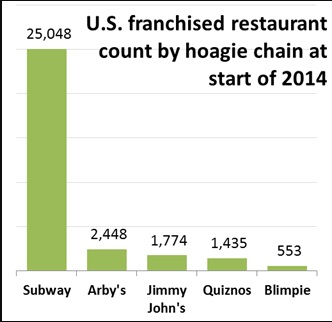 U.S. franchised restaurant
count by hoagie chain at
start of 2014
25,048
2,448
1,774
1,435
553
Subway
Arby's
Jimmy
John's
Quiznos
Blimpie